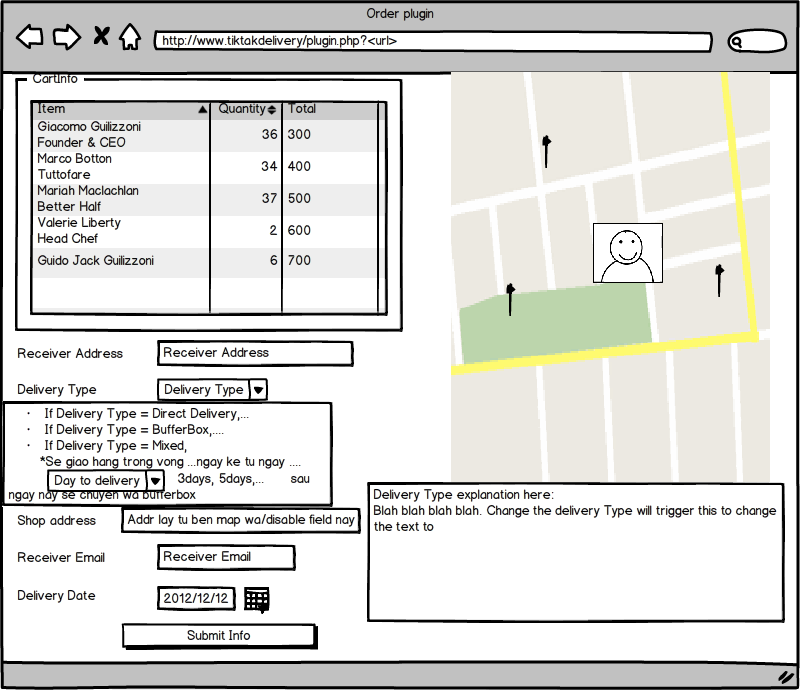 Order plugin
http://www.tiktakdelivery/plugin.php?<url>
CartInfo
Item Quantity Total
Giacomo Guilizzoni
Founder & CEO 36 300
Marco Botton
Tuttofare 34 400
Mariah Maclachlan
Better Half 37 500
Valerie Liberty
Head Chef 2 600
Guido Jack Guilizzoni 6 700
Receiver Address Receiver Address
Delivery Type Delivery Type
· If Delivery Type = Direct Delivery,...
· If Delivery Type = BufferBox,....
· If Delivery Type = Mixed,
*Se giao hang trong vong ...ngay ke tu ngay ....
Day to delivery 3days, 5days,... sau
ngay nay se chuyen wa bufferbox
Shop address Addr lay tu ben map wa/disable field nay
Receiver Email Receiver Email
Delivery Date 2012/12/12
Submit Info
Delivery Type explanation here:
Blah blah blah blah. Change the delivery Type will trigger this to change
the text to